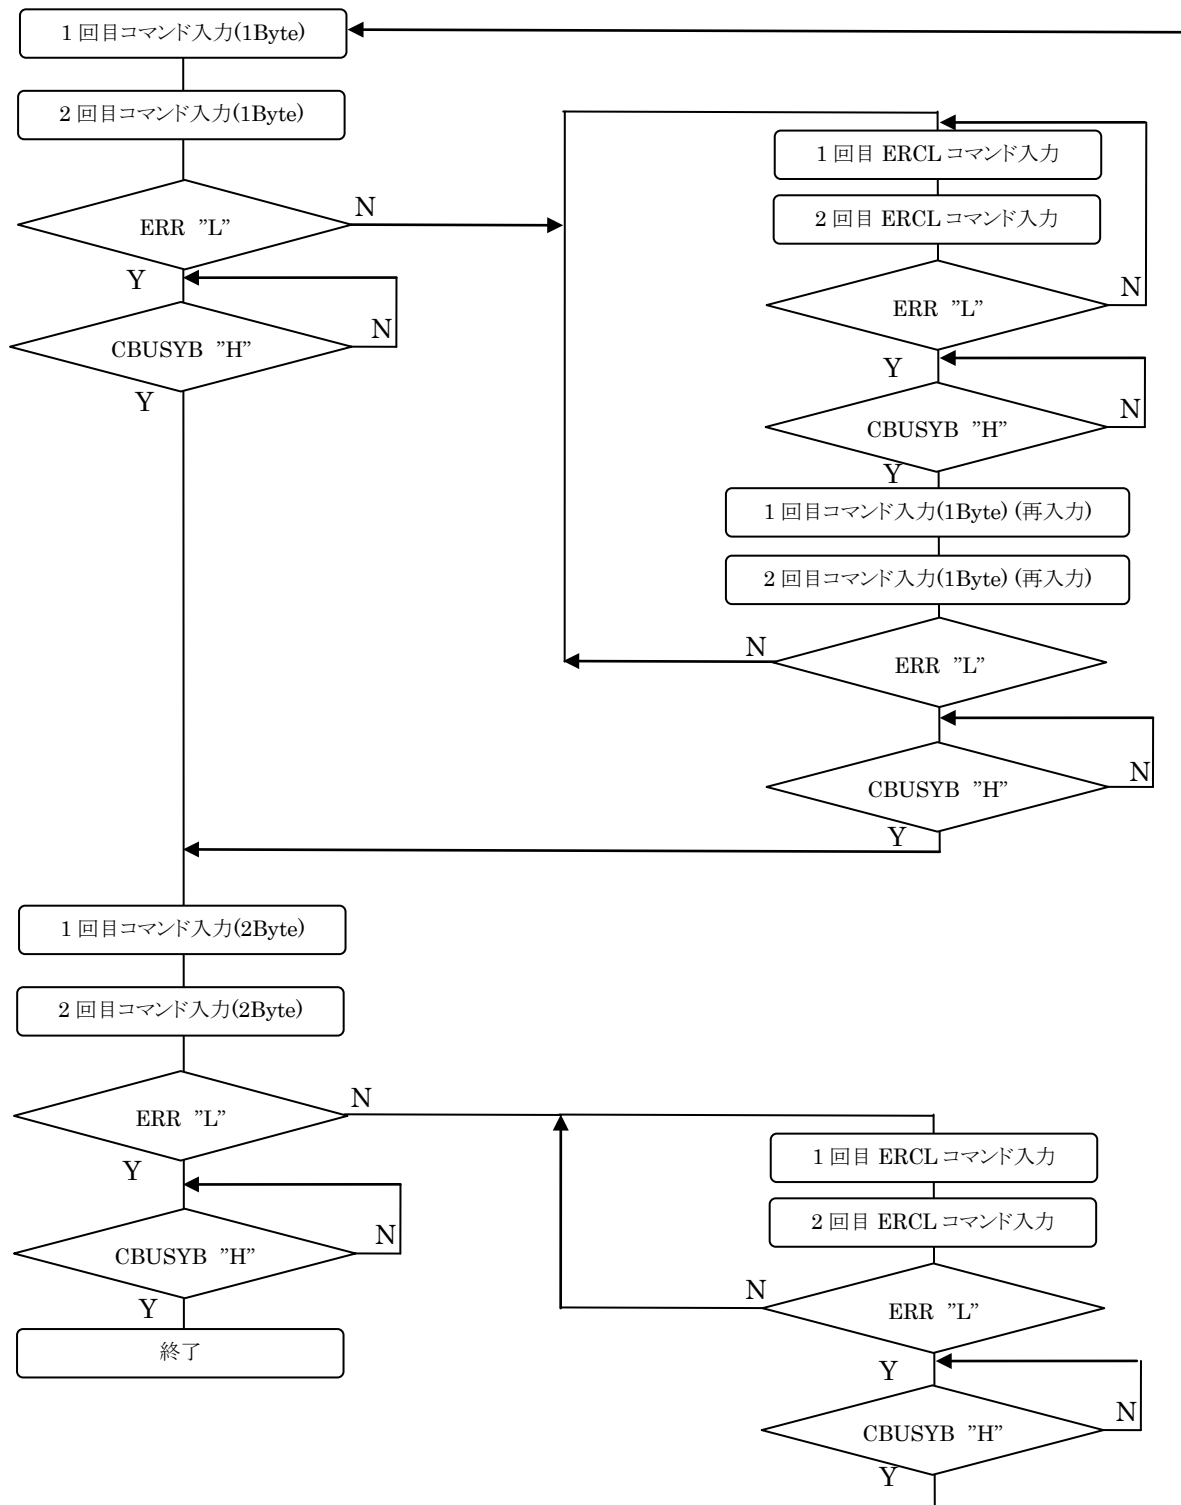 1 回目コマンド入力(1Byte)
2 回目コマンド入力(1Byte)
ERR ”L”
N
Y
CBUSYB ”H”
N
Y
1 回目 ERCL コマンド入力
2 回目 ERCL コマンド入力
ERR ”L”
N
Y
CBUSYB ”H”
N
Y
1 回目コマンド入力(1Byte) (再入力)
2 回目コマンド入力(1Byte) (再入力)
N
ERR ”L”
CBUSYB ”H”
N
Y
1 回目コマンド入力(2Byte)
2 回目コマンド入力(2Byte)
ERR ”L”
N
Y
CBUSYB ”H”
N
Y
終了
1 回目 ERCL コマンド入力
2 回目 ERCL コマンド入力
N
ERR ”L”
Y
CBUSYB ”H”
N
Y